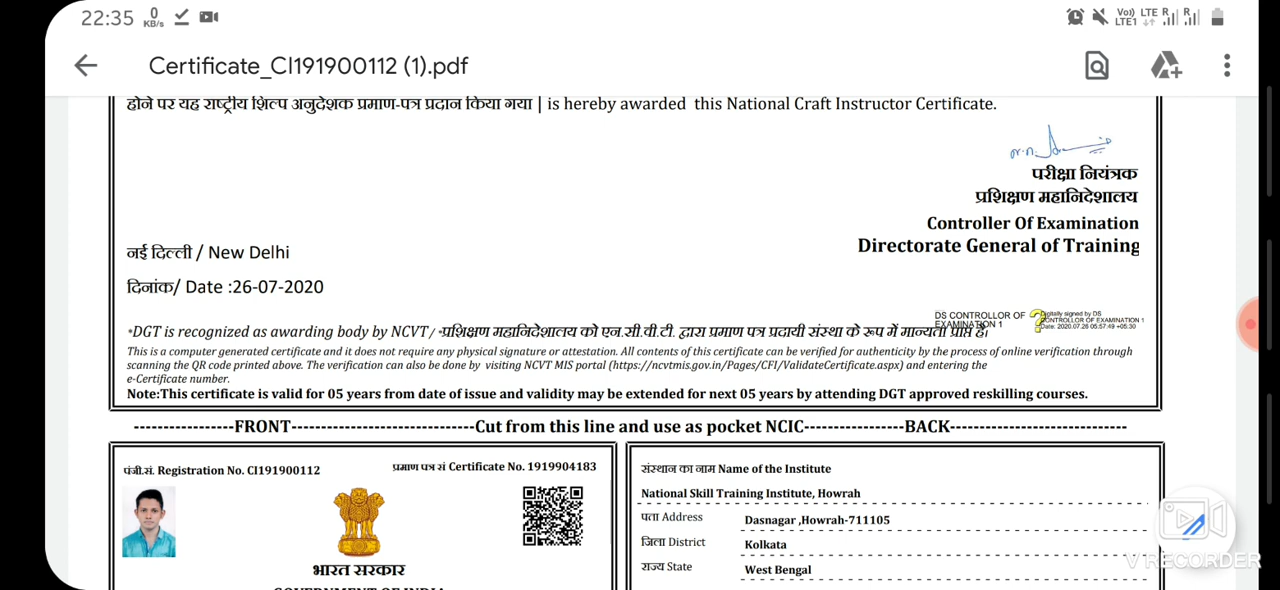 22:35
0
KB/s
Vo)) LTE R R
LTE1
Certificate_CI191900112 (1).pdf
होने पर यह राष्ट्रीय शिल्प अनुदेशक प्रमाण-पत्र प्रदान किया गया | is hereby awarded this National Craft Instructor Certificate.
परीक्षा नियंत्रक
प्रशिक्षण महानिदेशालय
Controller Of Examination
Directorate General of Training
नई दिल्ली / New Delhi
दिनांक/ Date :26-07-2020
DS CONTROLLER OF
EXAMINATION 1
Digitally signed by DS
CONTROLLER OF EXAMINATION 1
Date: 2020.07.26 05:57:49 +05:30
*DGT is recognized as awarding body by NCVT/ *प्रशिक्षण महानिदेशालय को एन.सी.वी.टी. द्वारा प्रमाण पत्र प्रदायी संस्था के रूप में मान्यता प्राप्त है।
This is a computer generated certificate and it does not require any physical signature or attestation. All contents of this certificate can be verified for authenticity by the process of online verification through
scanning the QR code printed above. The verification can also be done by visiting NCVT MIS portal (https://ncvtmis.gov.in/Pages/CFI/ValidateCertificate.aspx) and entering the
e-Certificate number.
Note:This certificate is valid for 05 years from date of issue and validity may be extended for next 05 years by attending DGT approved reskilling courses.
----------------FRONT----------------------------Cut from this line and use as pocket NCIC---------------BACK----------------------------
पंजी.सं. Registration No. CI191900112
प्रमाण पत्र सं Certificate No. 1919904183
भारत सरकार
GOVERNMENT OF INDIA
संस्थान का नाम Name of the Institute
National Skill Training Institute, Howrah
पता Address Dasnagar ,Howrah-711105
जिला District Kolkata
राज्य State West Bengal
V RECORDER